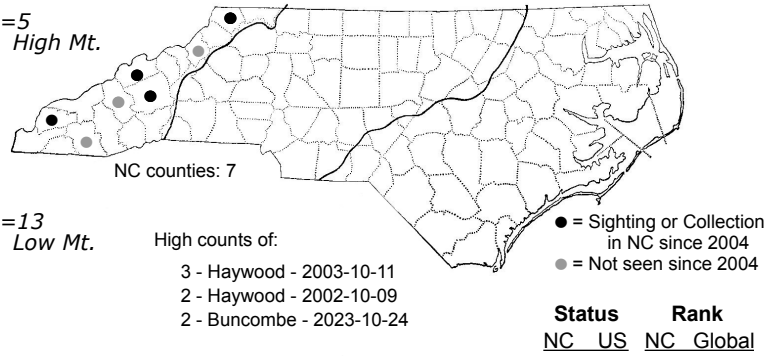 =5
High Mt.
NC counties: 7
=13
Low Mt.
High counts of:
3 - Haywood - 2003-10-11
2 - Haywood - 2002-10-09
2 - Buncombe - 2023-10-24
= Sighting or Collection
in NC since 2004
= Not seen since 2004
Status Rank
NC US NC Global